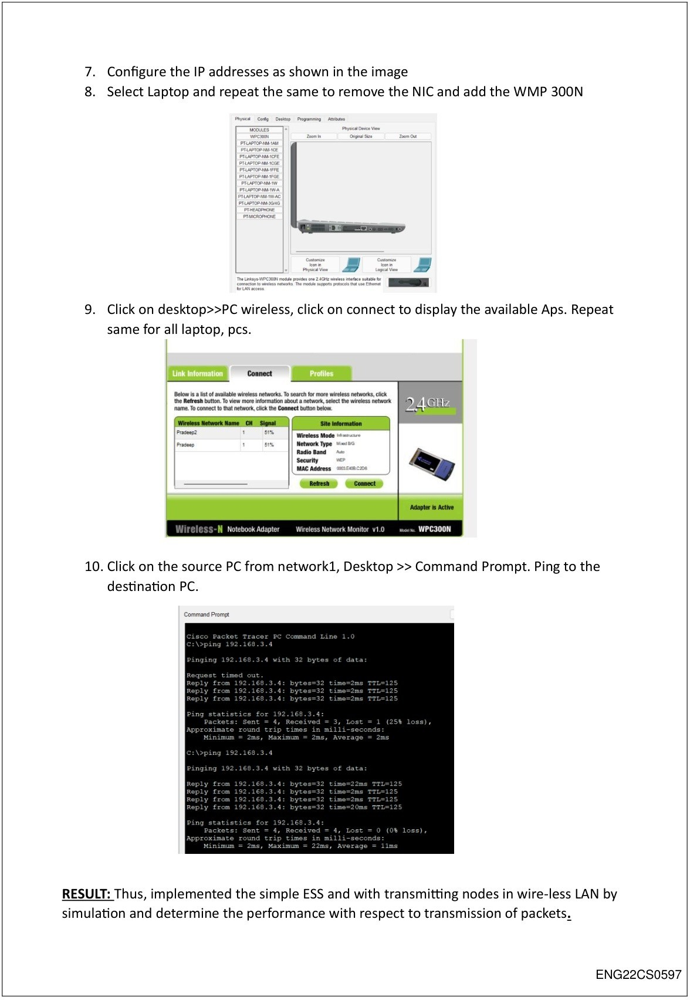 7. Configure the IP addresses as shown in the image
8. Select Laptop and repeat the same to remove the NIC and add the WMP 300N
Physical Config Desktop Programming Attributes
MODULES
WPC300N
PT-LAPTOP-NM-1AM
PT-LAPTOP-NM-1CE
PT-LAPTOP-NM-1CFE
PT-LAPTOP-NM-1CGE
PT-LAPTOP-NM-1FFE
PT-LAPTOP-NM-1FGE
PT-LAPTOP-NM-1W
PT-LAPTOP-NM-1W-A
PT-LAPTOP-NM-1W-AC
PT-LAPTOP-NM-3G/4G
PT-HEADPHONE
PT-MICROPHONE
Physical Device View
Zoom In Original Size Zoom Out
Customize
Icon in
Physical View
Customize
Icon in
Logical View
The Linksys-WPC300N module provides one 2.4GHz wireless interface suitable for
connection to wireless networks. The module supports protocols that use Ethernet
for LAN access.
9. Click on desktop>>PC wireless, click on connect to display the available Aps. Repeat
same for all laptop, pcs.
Link Information Connect Profiles
Below is a list of available wireless networks. To search for more wireless networks, click
the Refresh button. To view more information about a network, select the wireless network
name. To connect to that network, click the Connect button below.
2.4GHz
Wireless Network Name CH Signal
Pradeep2 1 51%
Pradeep 1 51%
Site Information
Wireless Mode Infrastructure
Network Type Mixed B/G
Radio Band Auto
Security WEP
MAC Address 0003.E40B.C2D6
Refresh Connect
Adapter is Active
Wireless-N Notebook Adapter Wireless Network Monitor v1.0 Model No. WPC300N
10. Click on the source PC from network1, Desktop >> Command Prompt. Ping to the
destination PC.
Command Prompt
Cisco Packet Tracer PC Command Line 1.0
C:\>ping 192.168.3.4
Pinging 192.168.3.4 with 32 bytes of data:
Request timed out.
Reply from 192.168.3.4: bytes=32 time=2ms TTL=125
Reply from 192.168.3.4: bytes=32 time=2ms TTL=125
Reply from 192.168.3.4: bytes=32 time=2ms TTL=125
Ping statistics for 192.168.3.4:
Packets: Sent = 4, Received = 3, Lost = 1 (25% loss),
Approximate round trip times in milli-seconds:
Minimum = 2ms, Maximum = 2ms, Average = 2ms
C:\>ping 192.168.3.4
Pinging 192.168.3.4 with 32 bytes of data:
Reply from 192.168.3.4: bytes=32 time=22ms TTL=125
Reply from 192.168.3.4: bytes=32 time=2ms TTL=125
Reply from 192.168.3.4: bytes=32 time=2ms TTL=125
Reply from 192.168.3.4: bytes=32 time=20ms TTL=125
Ping statistics for 192.168.3.4:
Packets: Sent = 4, Received = 4, Lost = 0 (0% loss),
Approximate round trip times in milli-seconds:
Minimum = 2ms, Maximum = 22ms, Average = 11ms
RESULT: Thus, implemented the simple ESS and with transmitting nodes in wire-less LAN by
simulation and determine the performance with respect to transmission of packets.
ENG22CS0597